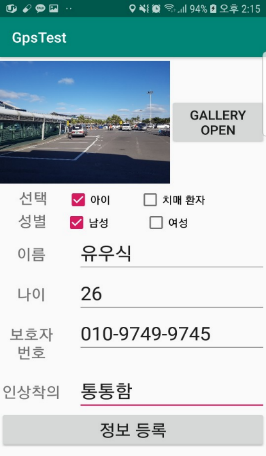 94% 오후 2:15
GpsTest
GALLERY
OPEN
선택 아이 치매 환자
성별 남성 여성
이름 유우식
나이 26
보호자
번호 010-9749-9745
인상착의 통통함
정보 등록